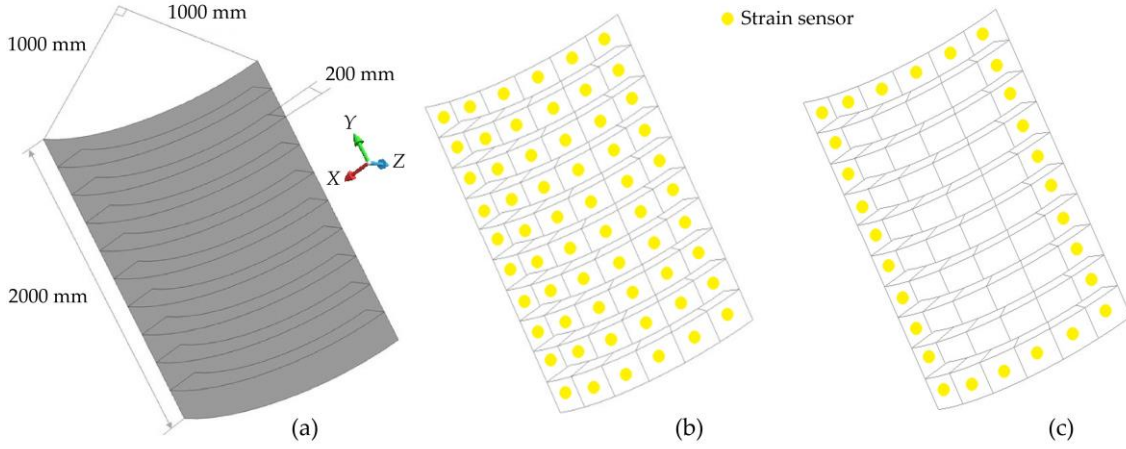 1000 mm
1000 mm
200 mm
2000 mm
Y
Z
X
Strain sensor
(a)
(b)
(c)